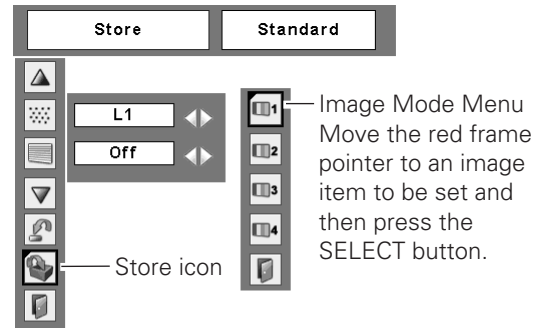 Store Standard
L1
Off
1
2
3
4
Image Mode Menu
Move the red frame
pointer to an image
item to be set and
then press the
SELECT button.
Store icon